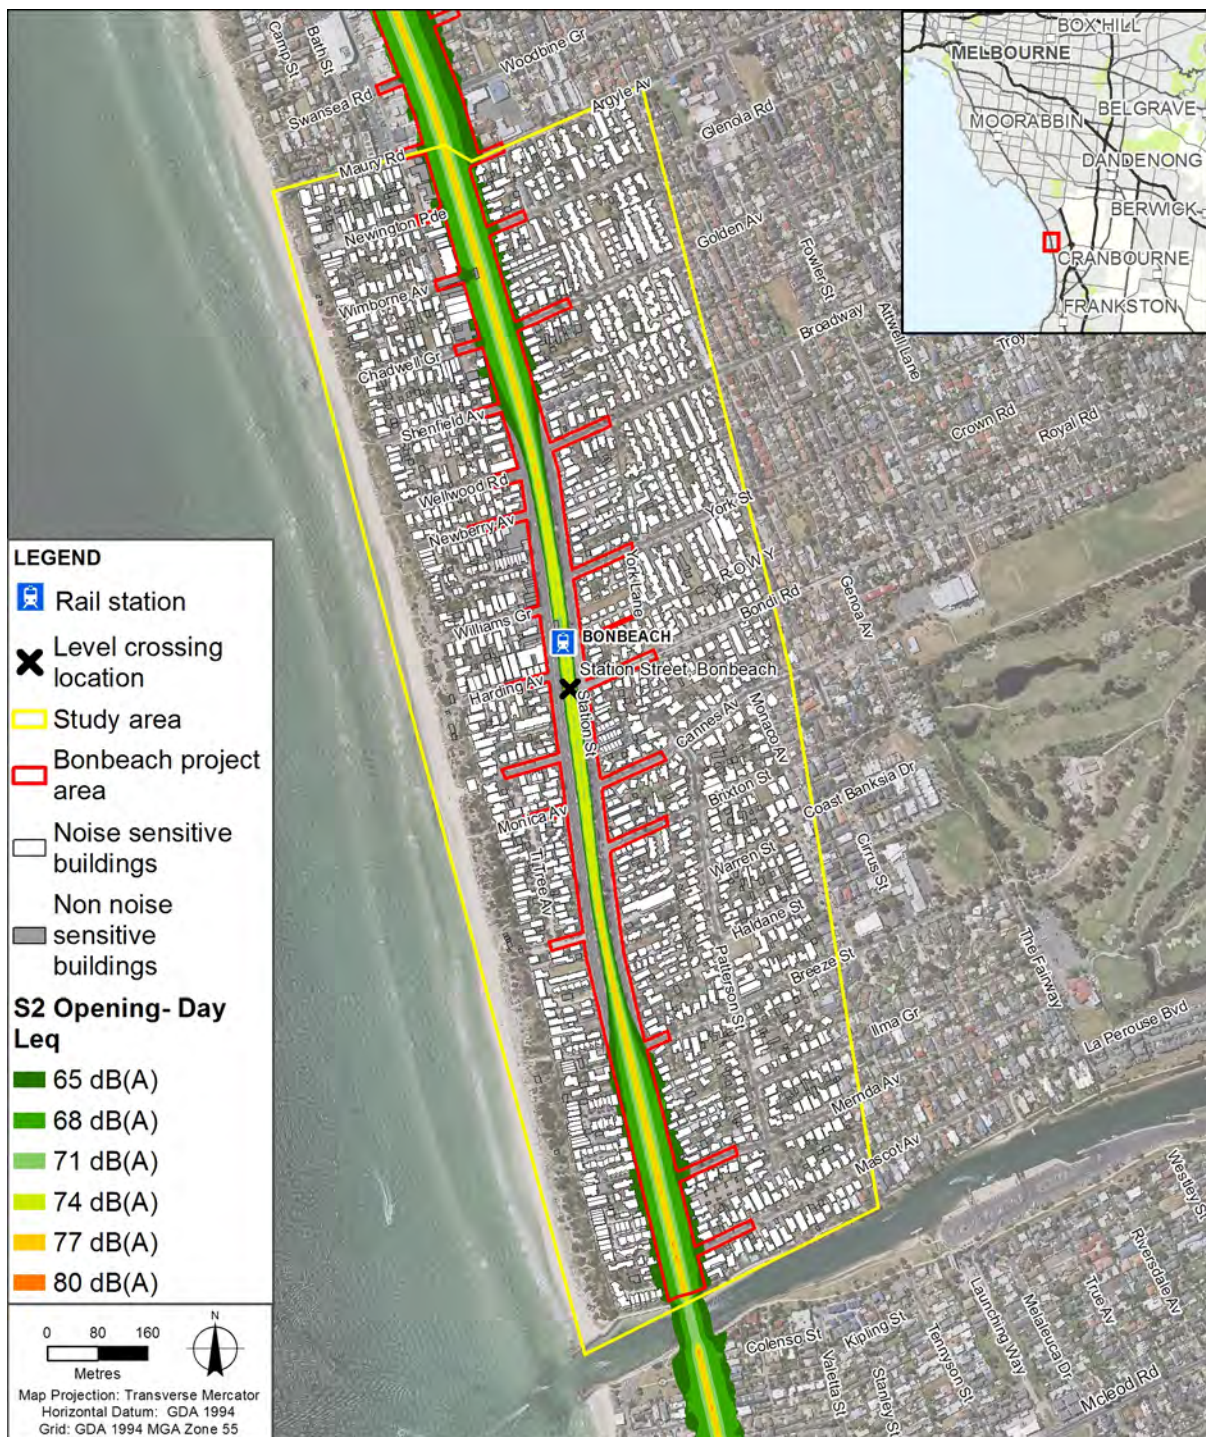 Camp St
Bath St
Woodbine Gr
Swansea Rd
Argyle Av
Glenola Rd
Maury Rd
Newington Pde
Golden Av
Wimborne Av
Fowler St
Broadway
Attwell Lane
Troy
Chadwell Gr
Crown Rd
Royal Rd
Shenfield Av
Wellwood Rd
Newberry Av
York St
R O W Y
York Lane
Bondi Rd
Genoa Av
Williams Gr
BONBEACH
Station Street, Bonbeach
Harding Av
Station St
Cannes Av
Monaco Av
Brixton St
Coast Banksia Dr
Monica Av
Ti Tree Av
Warren St
Cirrus St
Haldane St
Patterson St
Breeze St
The Fairway
Ilma Gr
La Perouse Bvd
Mernda Av
Mascot Av
Westley St
Riversdale Av
True Av
Melaleuca Dr
Launching Way
Tennyson St
Kipling St
Colenso St
Valetta St
Stanley St
Mcleod Rd
BOX HILL
MELBOURNE
BELGRAVE
MOORABBIN
DANDENONG
BERWICK
CRANBOURNE
FRANKSTON
LEGEND
Rail station
Level crossing
location
Study area
Bonbeach project
area
Noise sensitive
buildings
Non noise
sensitive
buildings
S2 Opening- Day
Leq
65 dB(A)
68 dB(A)
71 dB(A)
74 dB(A)
77 dB(A)
80 dB(A)
0 80 160
Metres
N
Map Projection: Transverse Mercator
Horizontal Datum: GDA 1994
Grid: GDA 1994 MGA Zone 55